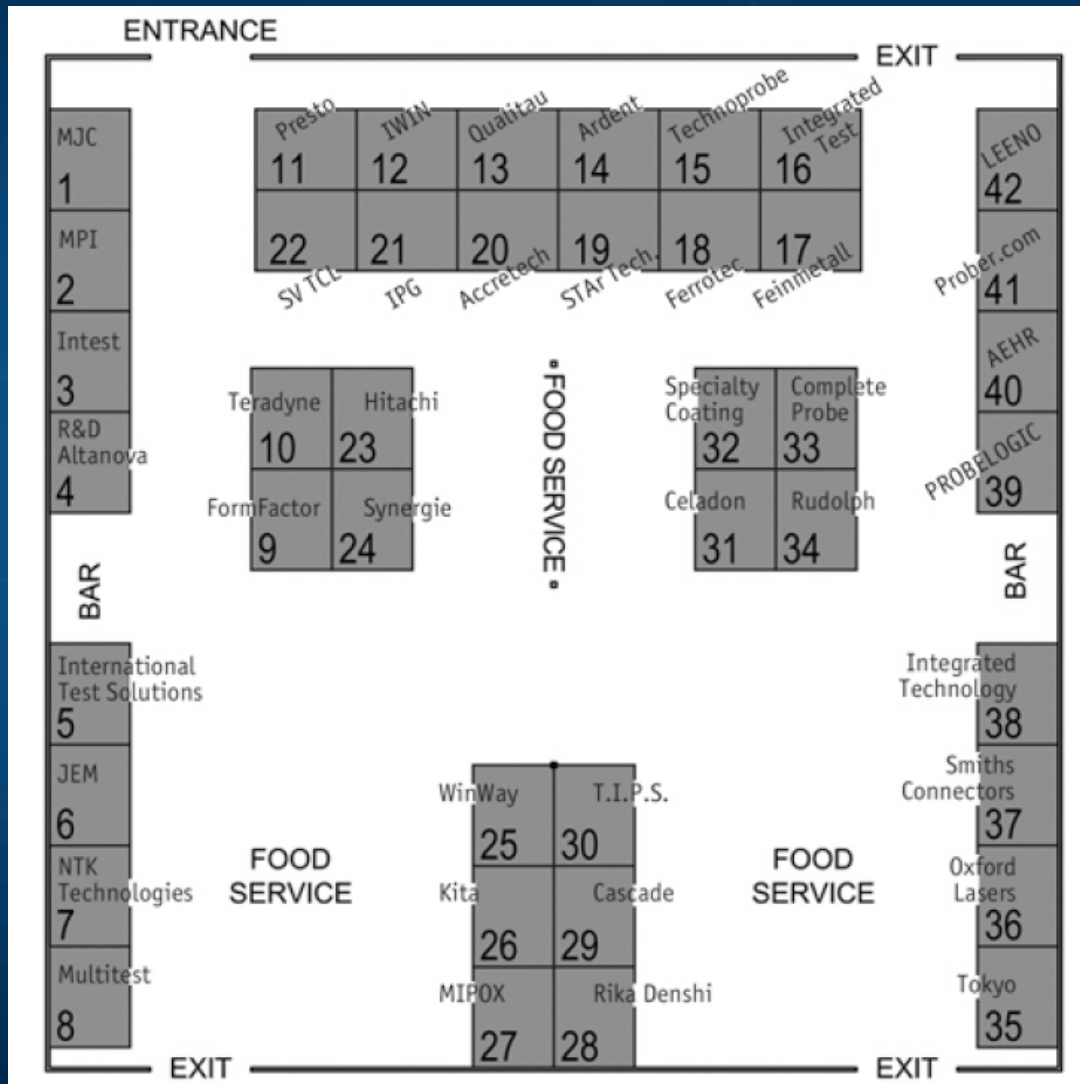 ENTRANCE
EXIT
MJC
1
MPI
2
Intest
3
R&D
Altanova
4
BAR
International
Test Solutions
5
JEM
6
NTK
Technologies
7
Multitest
8
Presto
11
IWIN
12
Qualitau
13
Ardent
14
Technoprobe
15
Integrated
Test
16
22
SV TCL
21
IPG
20
Accretech
19
STAr Tech.
18
Ferrotec
17
Feinmetall
Teradyne
10
Hitachi
23
FormFactor
9
Synergie
24
FOOD SERVICE
Specialty
Coating
32
Complete
Probe
33
Celadon
31
Rudolph
34
LEENO
42
Prober.com
41
AEHR
40
PROBELOGIC
39
BAR
Integrated
Technology
38
Smiths
Connectors
37
Oxford
Lasers
36
Tokyo
35
FOOD
SERVICE
WinWay
25
T.I.P.S.
30
Kita
26
Cascade
29
MIPOX
27
Rika Denshi
28
FOOD
SERVICE
EXIT
EXIT